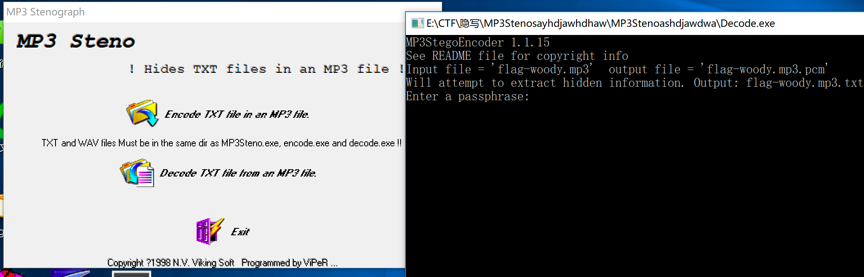 MP3 Stenograph
MP3 Steno
! Hides TXT files in an MP3 file !
Encode TXT file in an MP3 file.
TXT and WAV files Must be in the same dir as MP3Steno.exe, encode.exe and decode.exe !!
Decode TXT file from an MP3 file.
Exit
Copyright ?1998 N.V. Viking Soft Programmed by ViPeR ...
E:\CTF\隐写\MP3Stenosayhdjawhdhaw\MP3Stenoashdjawdwa\Decode.exe
MP3StegoEncoder 1.1.15
See README file for copyright info
Input file = 'flag-woody.mp3' output file = 'flag-woody.mp3.pcm'
Will attempt to extract hidden information. Output: flag-woody.mp3.txt
Enter a passphrase: